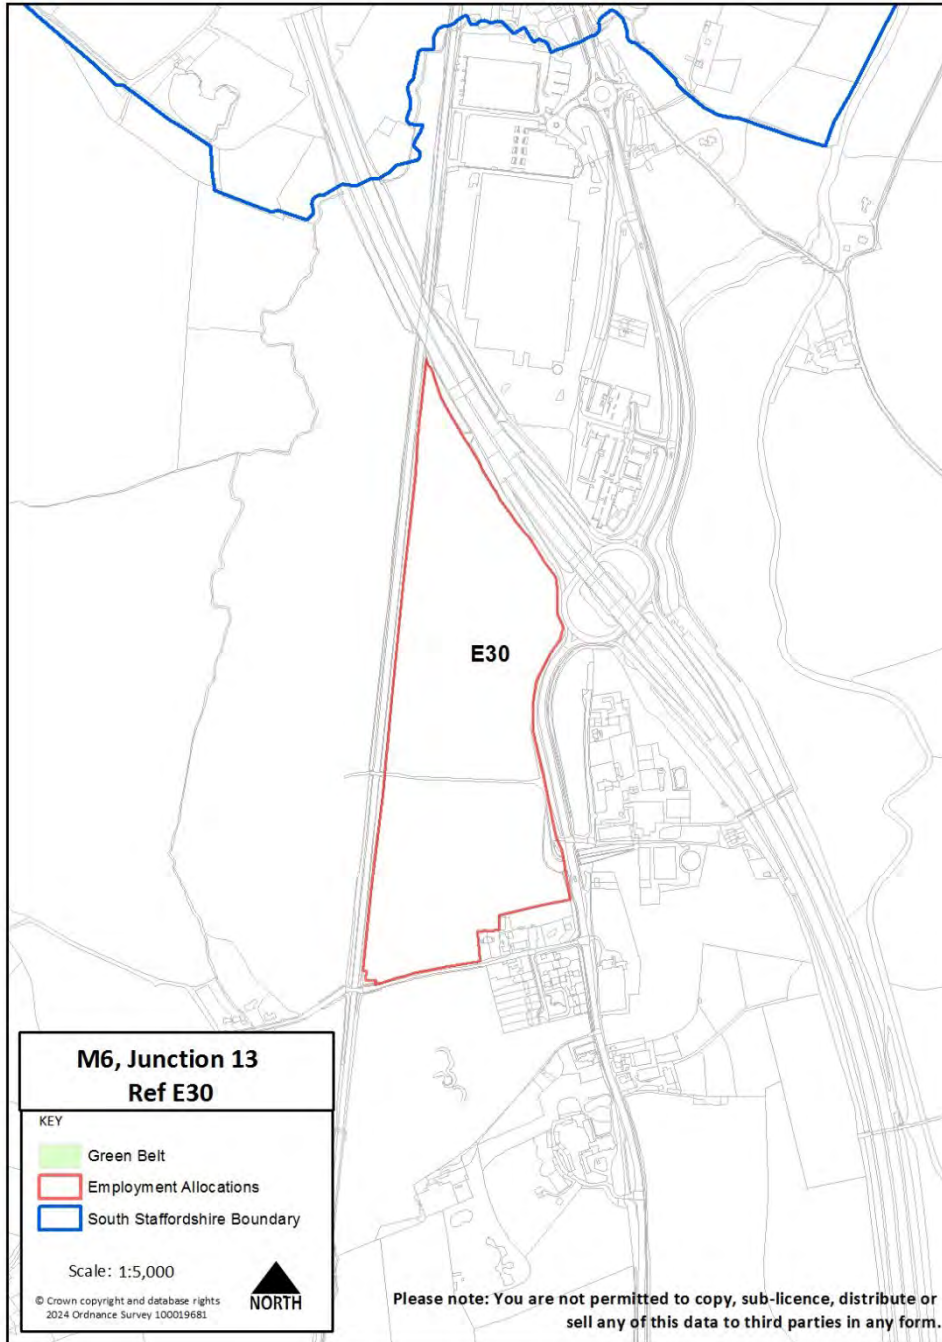 E30
M6, Junction 13
Ref E30
KEY
Green Belt
Employment Allocations
South Staffordshire Boundary
Scale: 1:5,000
© Crown copyright and database rights
2024 Ordnance Survey 100019681
NORTH
Please note: You are not permitted to copy, sub-licence, distribute or
sell any of this data to third parties in any form.